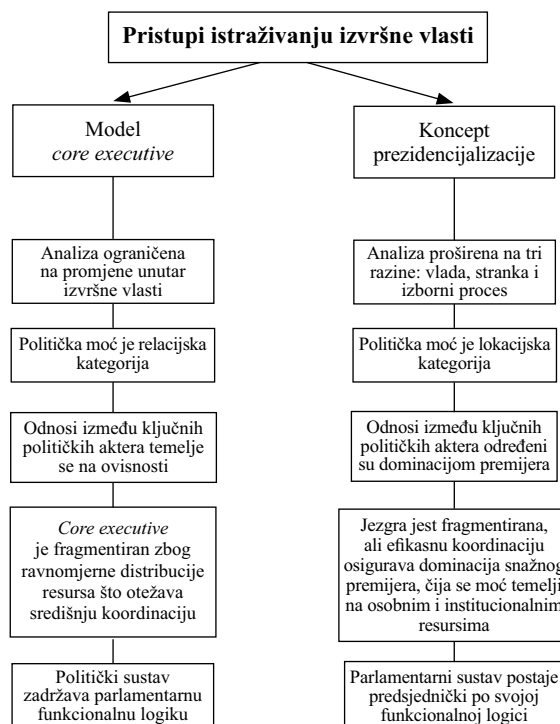 Pristupi istraživanju izvršne vlasti
Model
core executive
Analiza ograničena
na promjene unutar
izvršne vlasti
Politička moć je relacijska
kategorija
Odnosi između ključnih
političkih aktera temelje
se na ovisnosti
Core executive
je fragmentiran zbog
ravnomjerne distribucije
resursa što otežava
središnju koordinaciju
Politički sustav
zadržava parlamentarnu
funkcionalnu logiku
Koncept
prezidencijalizacije
Analiza proširena na tri
razine: vlada, stranka i
izborni proces
Politička moć je lokacijska
kategorija
Odnosi između ključnih
političkih aktera određeni
su dominacijom premijera
Jezgra jest fragmentirana,
ali efikasnu koordinaciju
osigurava dominacija snažnog
premijera, čija se moć temelji
na osobnim i institucionalnim
resursima
Parlamentarni sustav postaje
predsjednički po svojoj
funkcionalnoj logici